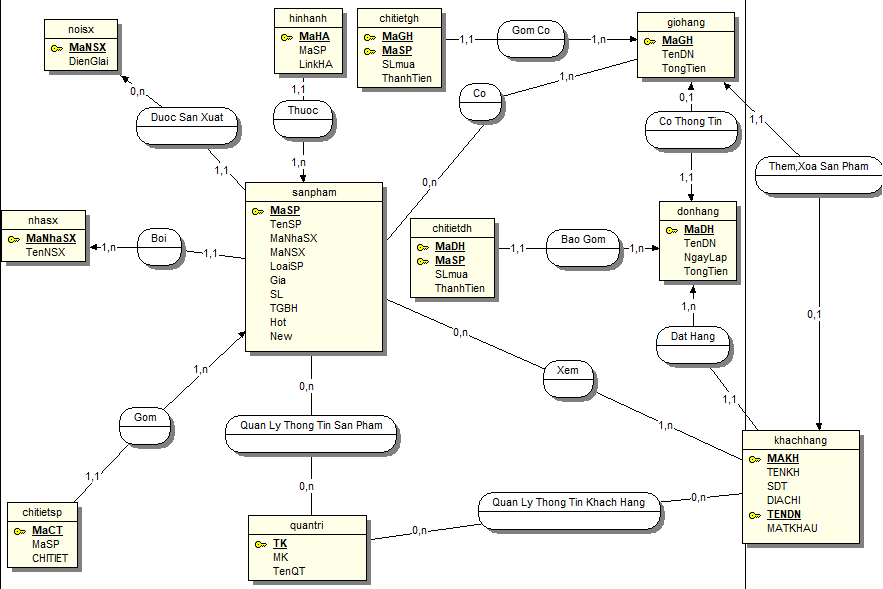 noisx
MaNSX
DienGlai
hinhanh
MaHA
MaSP
LinkHA
chitietgh
MaGH
MaSP
SLmua
ThanhTien
1,1
Gom Co
1,n
giohang
MaGH
TenDN
TongTien
0,n
Duoc San Xuat
1,1
1,1
Thuoc
1,n
Co
1,n
0,n
0,1
Co Thong Tin
1,1
1,1
Them,Xoa San Pham
0,1
nhasx
MaNhaSX
TenNSX
1,n
Boi
1,1
sanpham
MaSP
TenSP
MaNhaSX
MaNSX
LoaiSP
Gia
SL
TGBH
Hot
New
chitietdh
MaDH
MaSP
SLmua
ThanhTien
1,1
Bao Gom
1,n
donhang
MaDH
TenDN
NgayLap
TongTien
1,n
Dat Hang
1,1
0,n
Xem
1,n
1,n
Gom
1,1
0,n
Quan Ly Thong Tin San Pham
0,n
khachhang
MAKH
TENKH
SDT
DIACHI
TENDN
MATKHAU
chitietsp
MaCT
MaSP
CHITIET
quantri
TK
MK
TenQT
0,n
Quan Ly Thong Tin Khach Hang
0,n